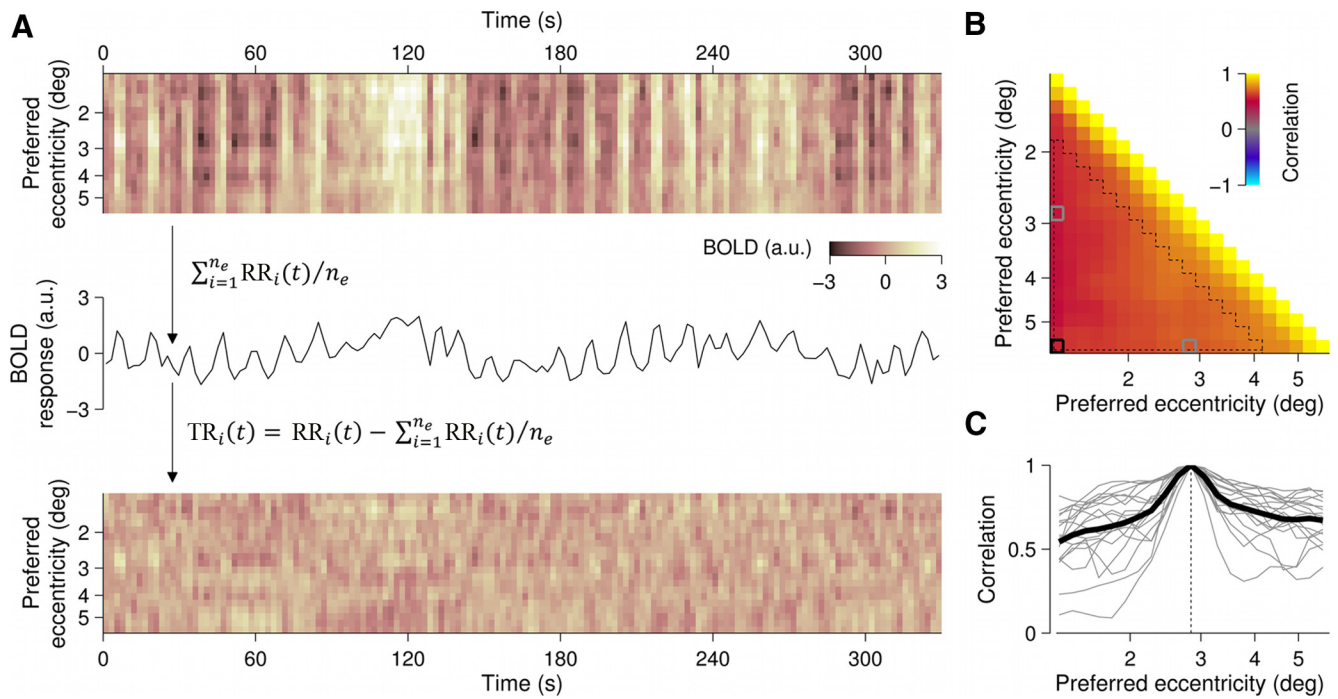 A
Time (s)
0 60 120 180 240 300
Preferred
eccentricity (deg)
2
3
4
5
∑_{i=1}^{n_e} RR_i(t)/n_e
BOLD (a.u.)
−3 0 3
BOLD
response (a.u.)
3
0
−3
TR_i(t) = RR_i(t) − ∑_{i=1}^{n_e} RR_i(t)/n_e
Preferred
eccentricity (deg)
2
3
4
5
0 60 120 180 240 300
Time (s)
B
Preferred eccentricity (deg)
2
3
4
5
1
0
−1
Correlation
2 3 4 5
Preferred eccentricity (deg)
C
Correlation
1
0.5
0
2 3 4 5
Preferred eccentricity (deg)